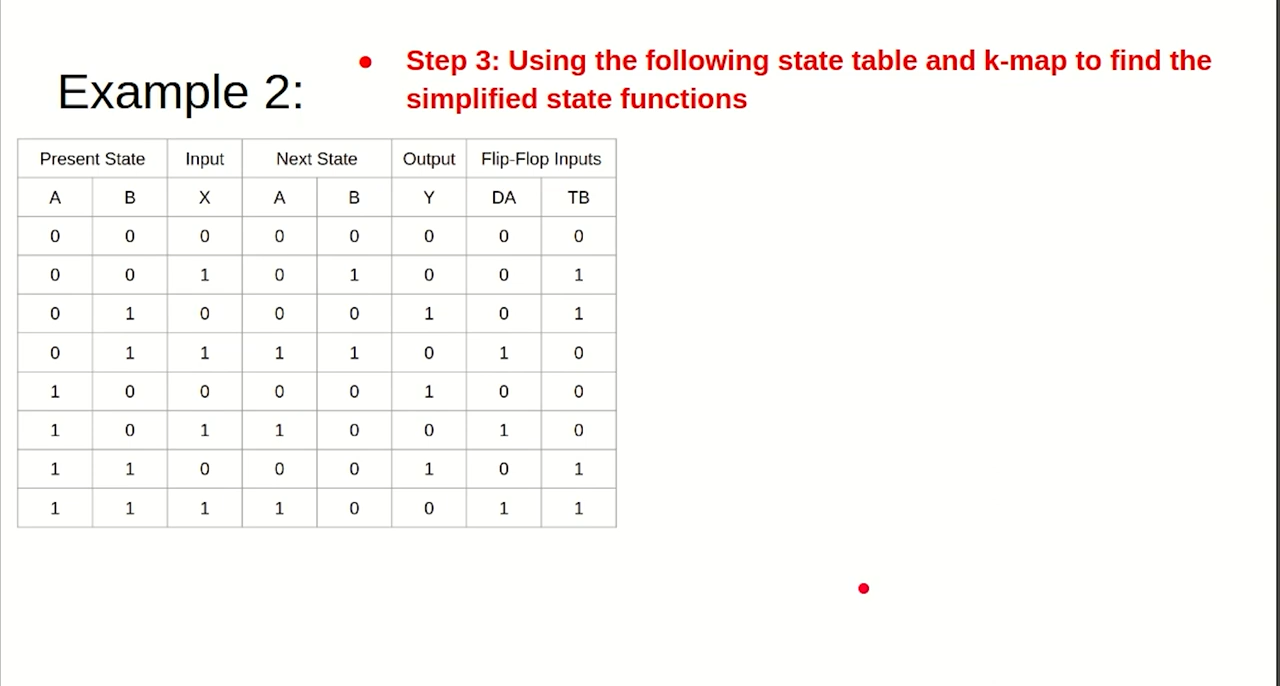 Example 2:
• Step 3: Using the following state table and k-map to find the
simplified state functions
Present State Input Next State Output Flip-Flop Inputs
A B X A B Y DA TB
0 0 0 0 0 0 0 0
0 0 1 0 1 0 0 1
0 1 0 0 0 1 0 1
0 1 1 1 1 0 1 0
1 0 0 0 0 1 0 0
1 0 1 1 0 0 1 0
1 1 0 0 0 1 0 1
1 1 1 1 0 0 1 1